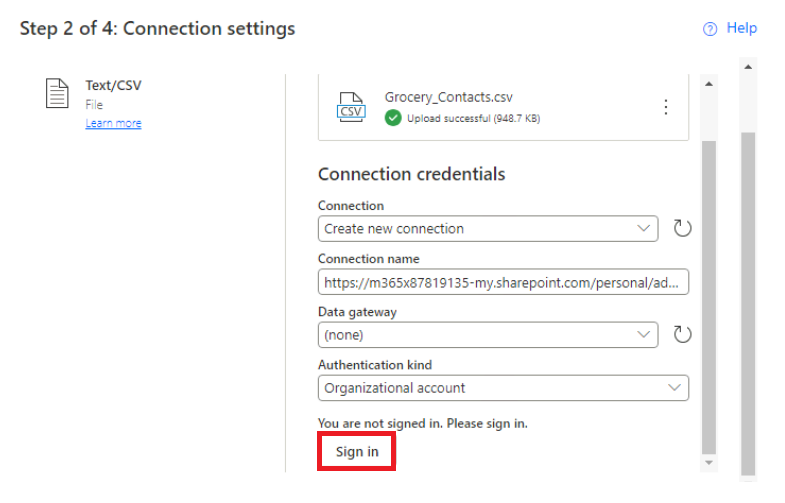 Step 2 of 4: Connection settings
? Help
Text/CSV
File
Learn more
CSV
Grocery_Contacts.csv
Upload successful (948.7 KB)
Connection credentials
Connection
Create new connection
Connection name
https://m365x87819135-my.sharepoint.com/personal/ad...
Data gateway
(none)
Authentication kind
Organizational account
You are not signed in. Please sign in.
Sign in